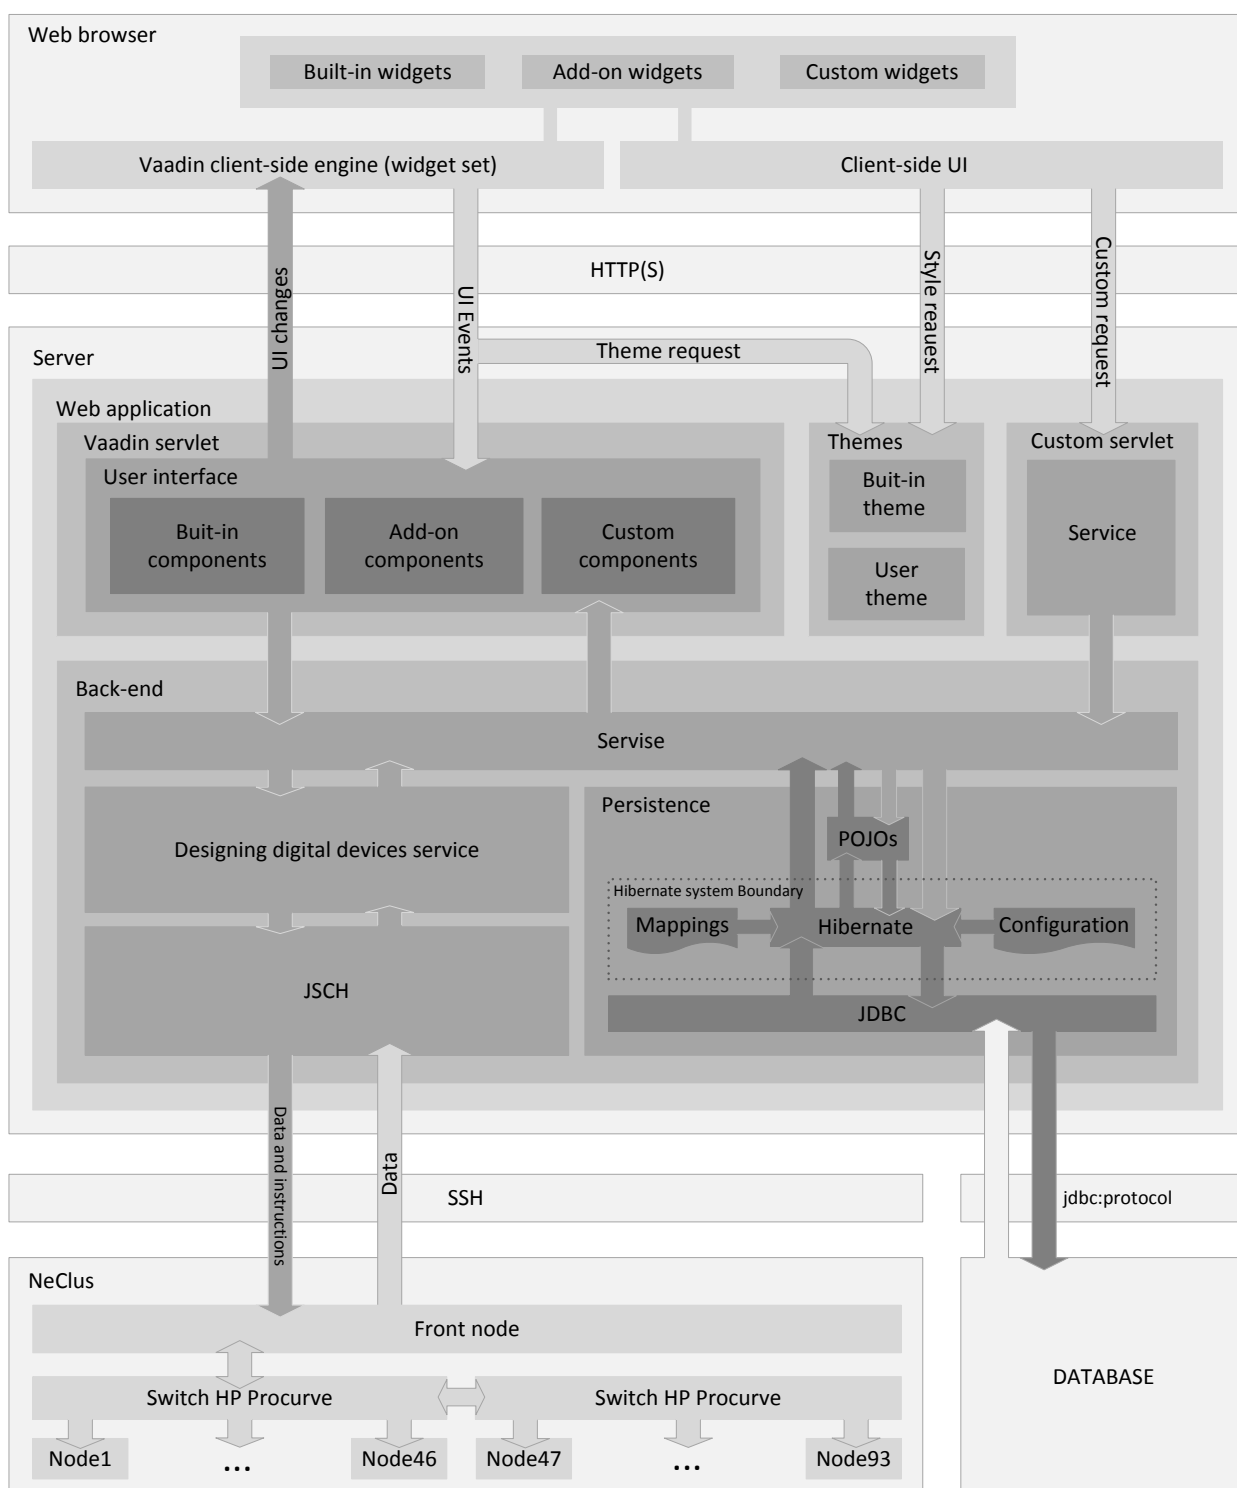 Web browser
Built-in widgets
Add-on widgets
Custom widgets
Vaadin client-side engine (widget set)
Client-side UI
HTTP(S)
UI changes
UI Events
Style reauest
Custom request
Server
Theme request
Web application
Vaadin servlet
User interface
Buit-in
components
Add-on
components
Custom
components
Themes
Buit-in
theme
User
theme
Custom servlet
Service
Back-end
Servise
Designing digital devices service
JSCH
Persistence
POJOs
Hibernate system Boundary
Mappings
Hibernate
Configuration
JDBC
Data and instructions
Data
SSH
jdbc:protocol
NeClus
Front node
Switch HP Procurve
Switch HP Procurve
Node1
...
Node46
Node47
...
Node93
DATABASE